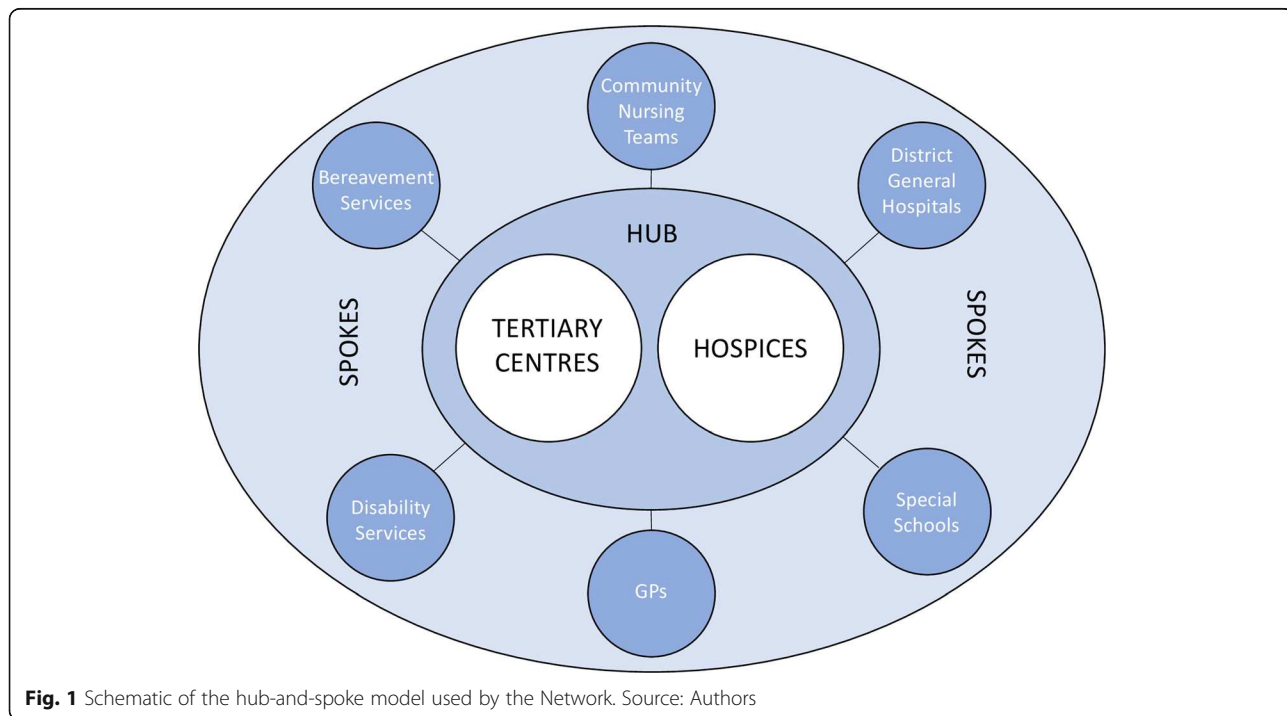 Community
Nursing
Teams
Bereavement
Services
District
General
Hospitals
HUB
SPOKES
TERTIARY
CENTRES
HOSPICES
SPOKES
Disability
Services
Special
Schools
GPs
Fig. 1 Schematic of the hub-and-spoke model used by the Network. Source: Authors